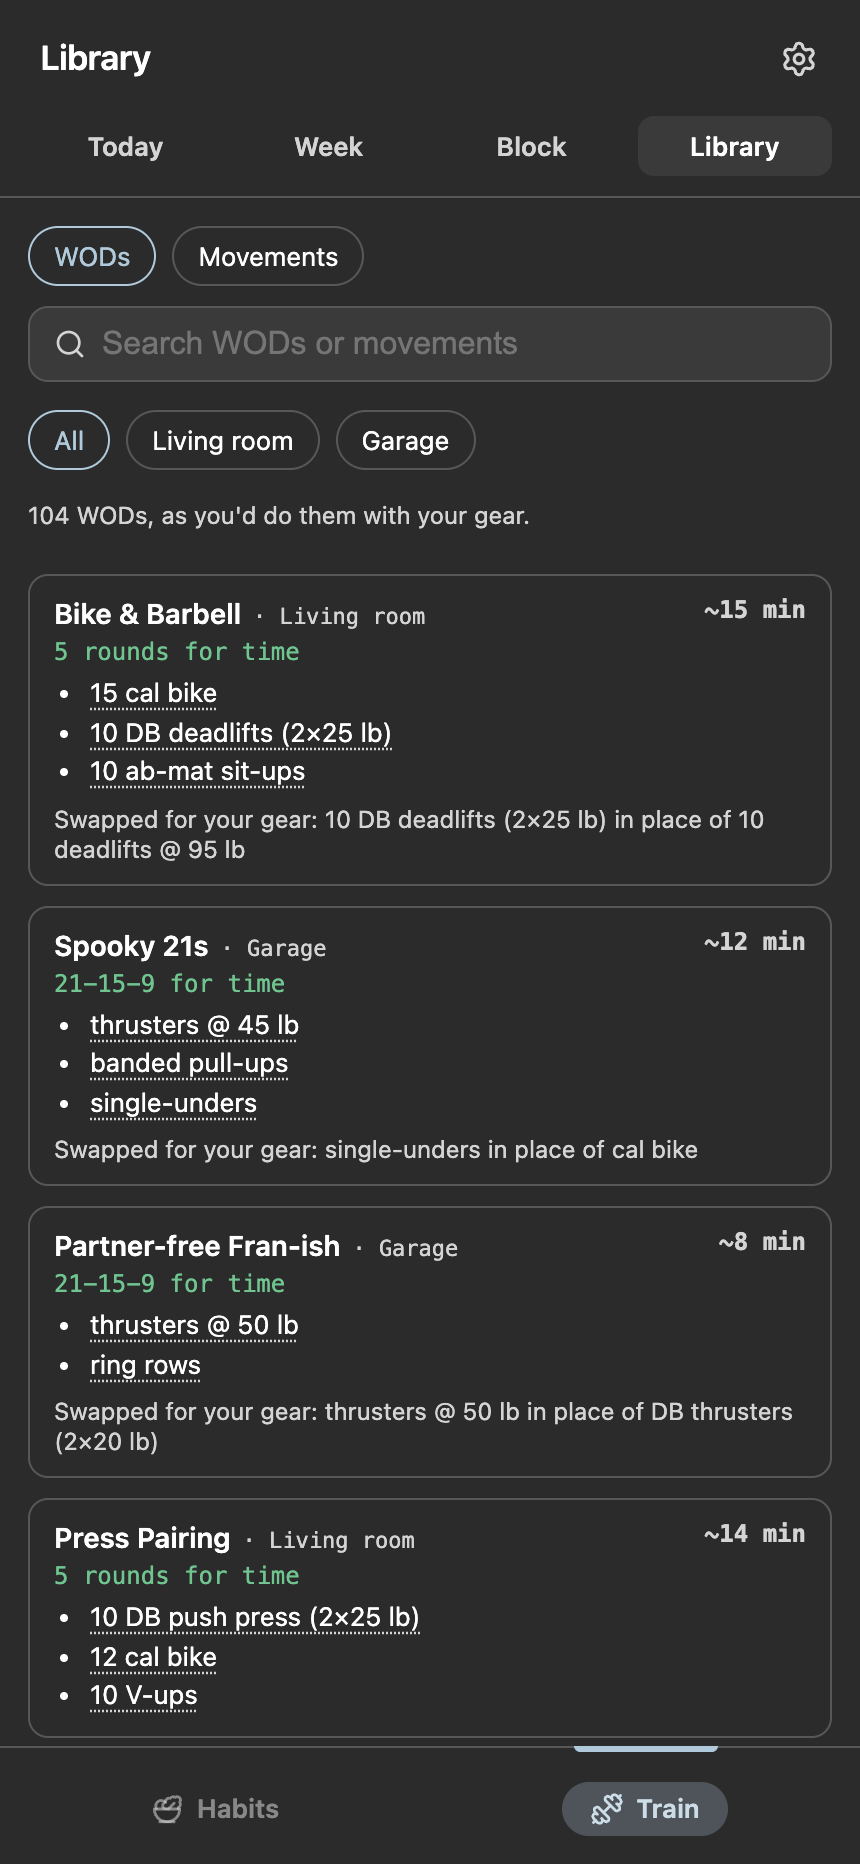 Library
Today Week Block Library
WODs Movements
Search WODs or movements
All Living room Garage
104 WODs, as you'd do them with your gear.
Bike & Barbell · Living room ~15 min
5 rounds for time
• 15 cal bike
• 10 DB deadlifts (2×25 lb)
• 10 ab-mat sit-ups
Swapped for your gear: 10 DB deadlifts (2×25 lb) in place of 10
deadlifts @ 95 lb
Spooky 21s · Garage ~12 min
21–15–9 for time
• thrusters @ 45 lb
• banded pull-ups
• single-unders
Swapped for your gear: single-unders in place of cal bike
Partner-free Fran-ish · Garage ~8 min
21–15–9 for time
• thrusters @ 50 lb
• ring rows
Swapped for your gear: thrusters @ 50 lb in place of DB thrusters
(2×20 lb)
Press Pairing · Living room ~14 min
5 rounds for time
• 10 DB push press (2×25 lb)
• 12 cal bike
• 10 V-ups
Habits Train